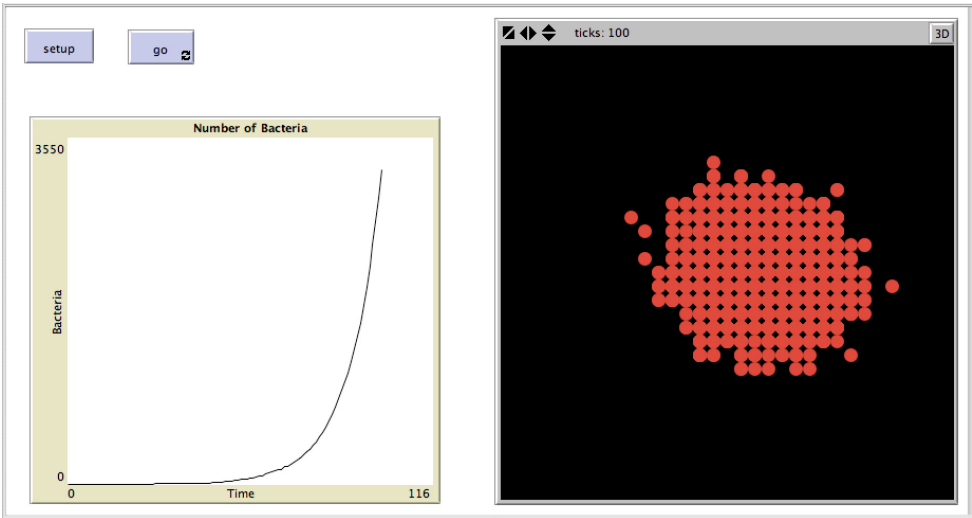 setup
go
Number of Bacteria
3550
Bacteria
0
0
Time
116
ticks: 100
3D